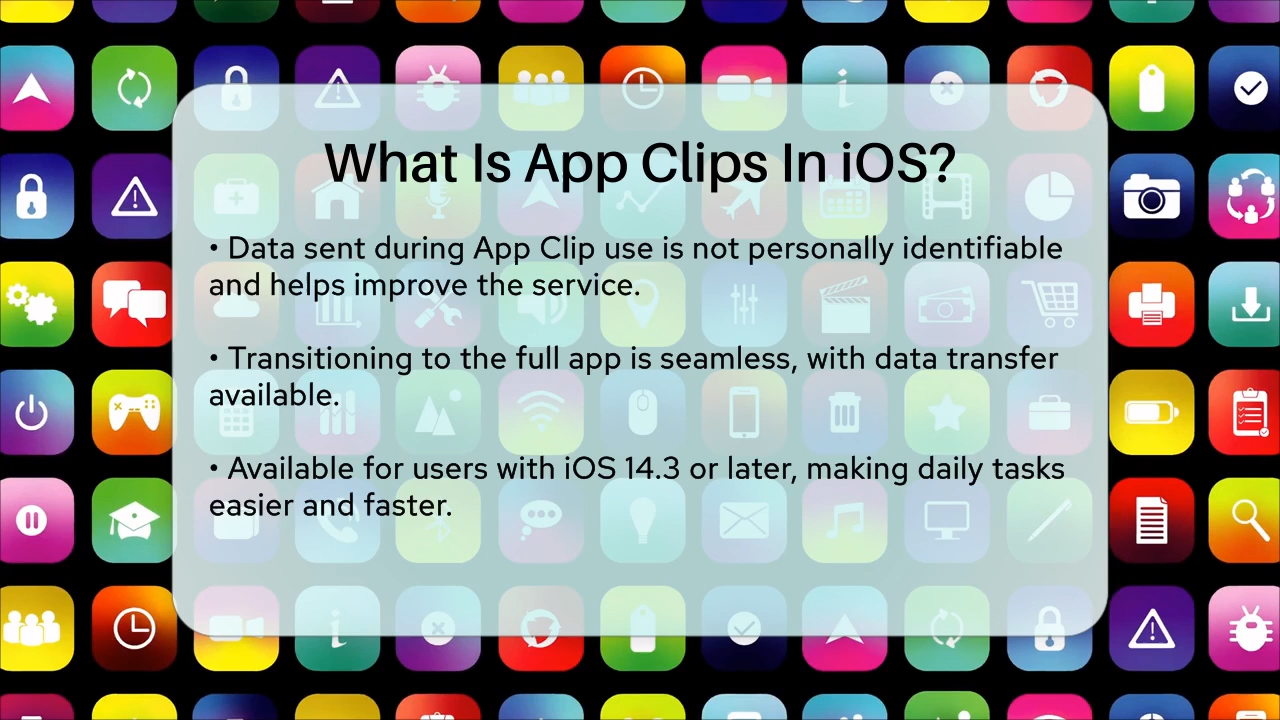 What Is App Clips In iOS?
• Data sent during App Clip use is not personally identifiable
and helps improve the service.
• Transitioning to the full app is seamless, with data transfer
available.
• Available for users with iOS 14.3 or later, making daily tasks
easier and faster.